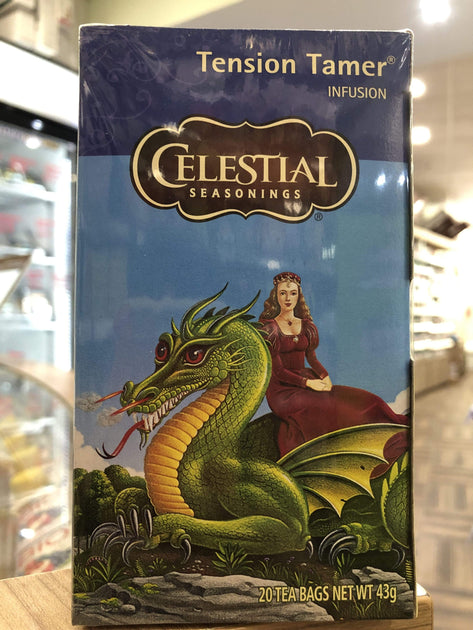 Tension Tamer®
INFUSION
CELESTIAL
SEASONINGS
®
20 TEA BAGS NET WT 43g